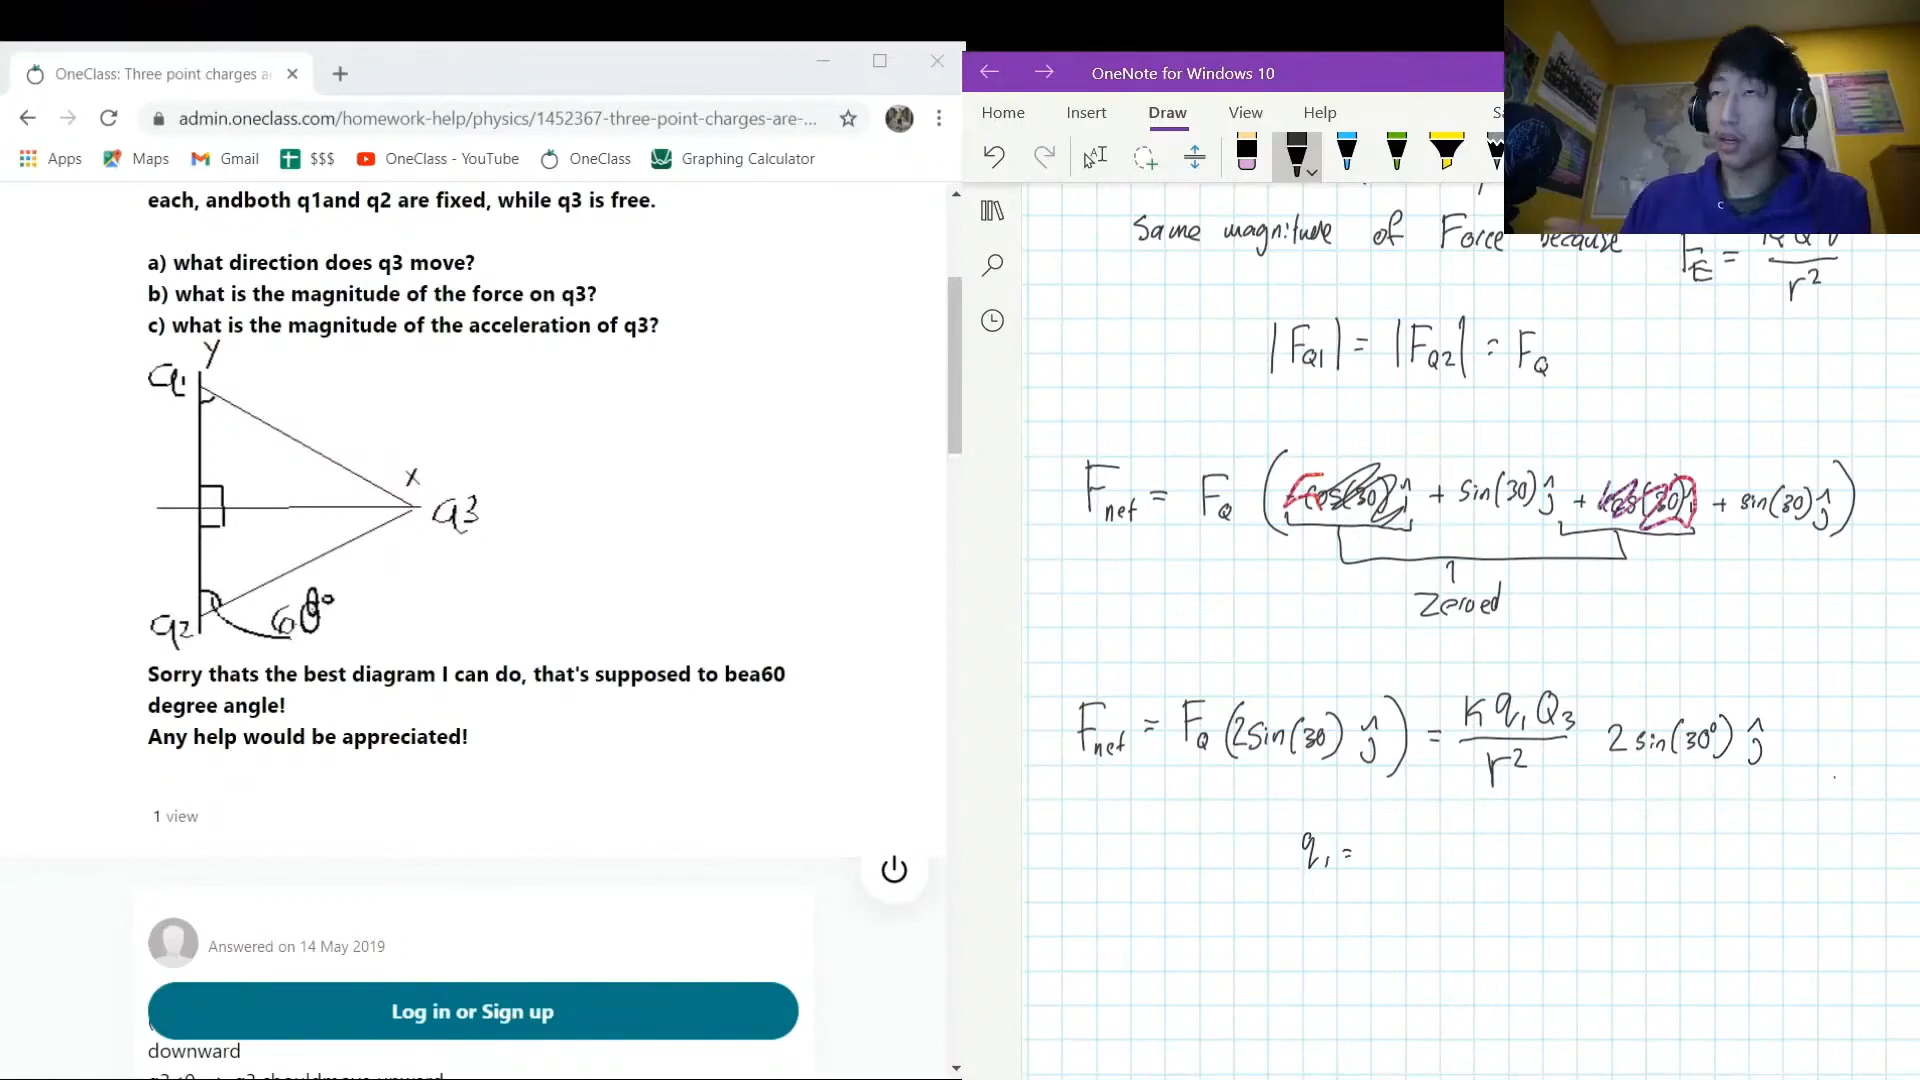 OneClass: Three point charges a
admin.oneclass.com/homework-help/physics/1452367-three-point-charges-are-...
Apps Maps Gmail $$$ OneClass - YouTube OneClass Graphing Calculator
each, andboth q1and q2 are fixed, while q3 is free.
a) what direction does q3 move?
b) what is the magnitude of the force on q3?
c) what is the magnitude of the acceleration of q3?
y
q1
x
q3
q2
60°
Sorry thats the best diagram I can do, that's supposed to bea60
degree angle!
Any help would be appreciated!
1 view
Answered on 14 May 2019
Log in or Sign up
downward
OneNote for Windows 10
Home Insert Draw View Help
Same magnitude of Force because F_E = / r²
|F_Q1| = |F_Q2| = F_Q
F_net = F_Q (-cos(30)ĵ + sin(30)ĵ + cos(30) + sin(30)ĵ)
Zeroed
F_net = F_Q (2sin(30) ĵ) = K q₁ Q₃ / r² 2 sin(30°) ĵ
q₁ =